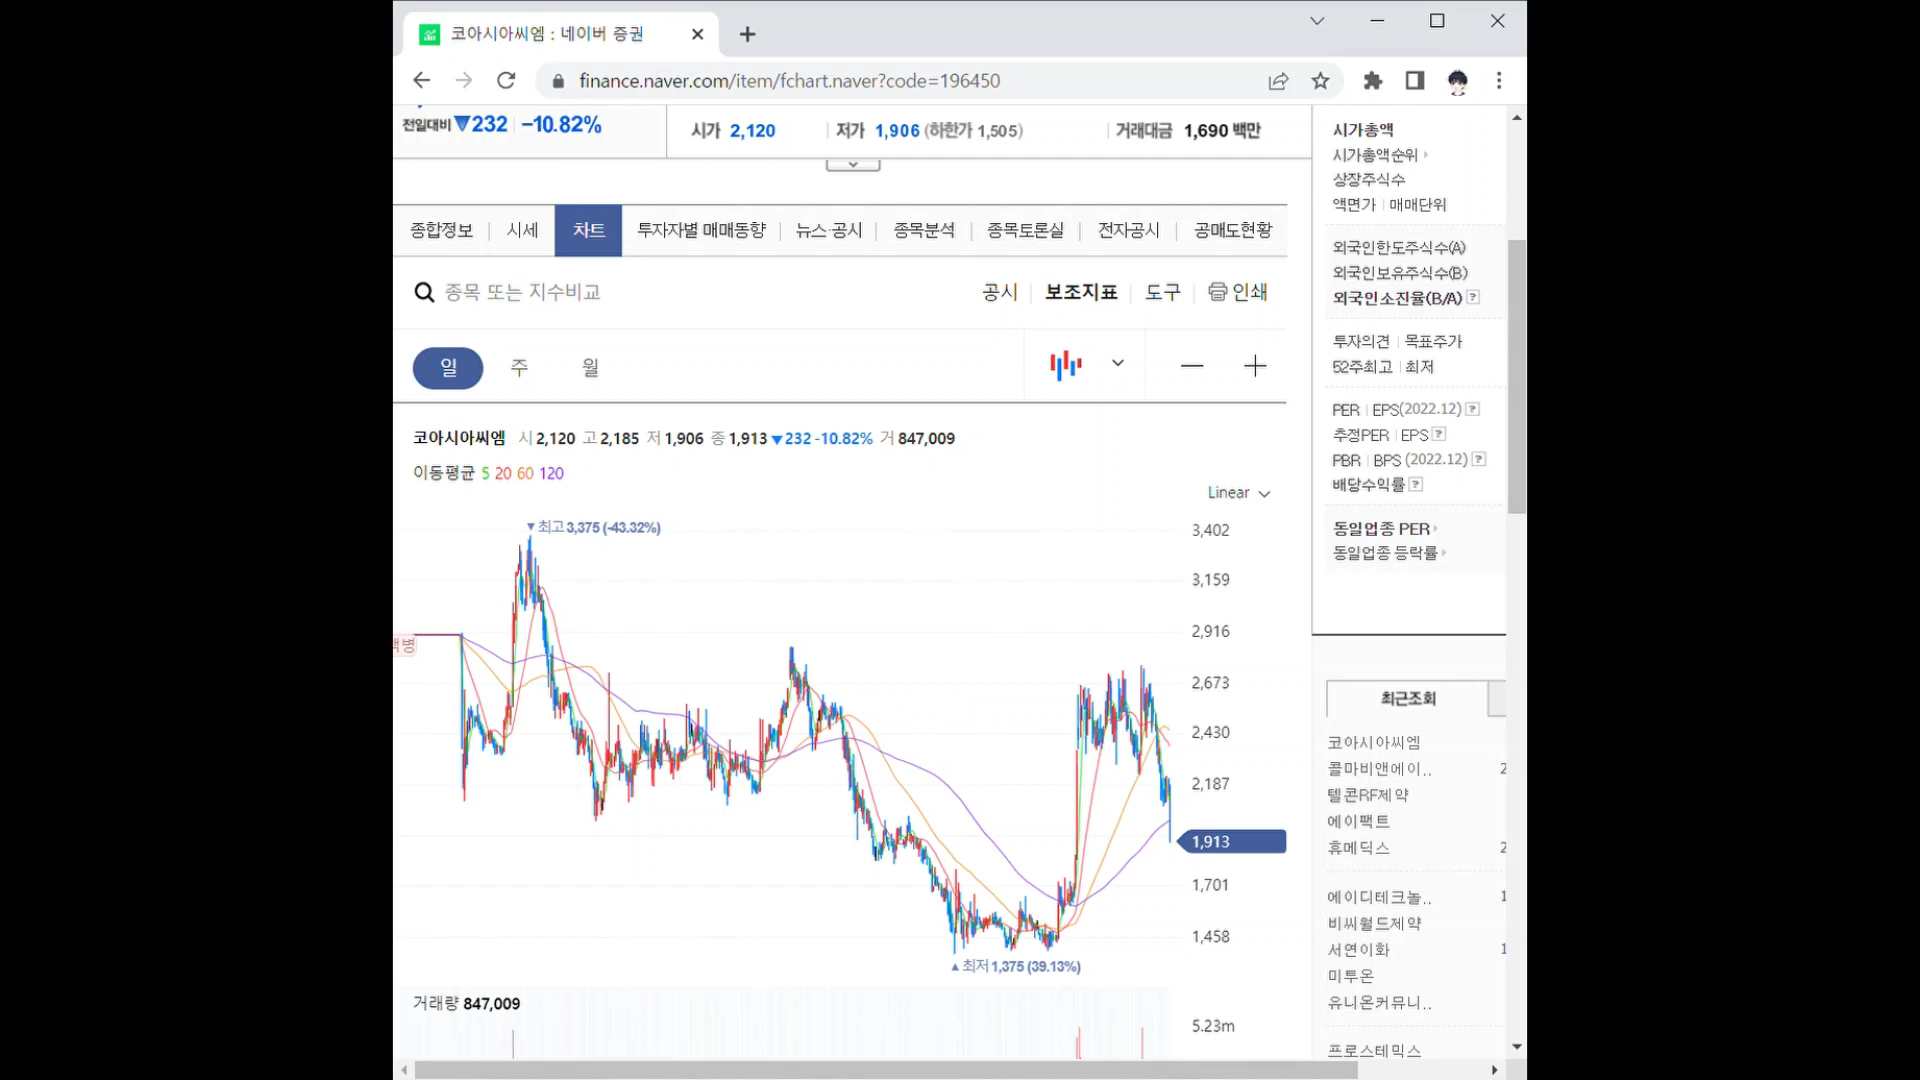 코아시아씨엠 : 네이버 증권
finance.naver.com/item/fchart.naver?code=196450
전일대비 ▼232 -10.82%
시가 2,120 저가 1,906 (하한가 1,505) 거래대금 1,690 백만
종합정보 시세 차트 투자자별 매매동향 뉴스·공시 종목분석 종목토론실 전자공시 공매도현황
종목 또는 지수비교
공시 보조지표 도구 인쇄
일 주 월
코아시아씨엠 시 2,120 고 2,185 저 1,906 종 1,913 ▼232 -10.82% 거 847,009
이동평균 5 20 60 120
Linear
▼최고 3,375 (-43.32%)
3,402
3,159
2,916
2,673
2,430
2,187
1,913
1,701
1,458
▲최저 1,375 (39.13%)
거래량 847,009
5.23m
시가총액
시가총액순위
상장주식수
액면가 매매단위
외국인한도주식수(A)
외국인보유주식수(B)
외국인소진율(B/A) ?
투자의견 목표주가
52주최고 최저
PER EPS(2022.12) ?
추정PER EPS ?
PBR BPS (2022.12) ?
배당수익률 ?
동일업종 PER
동일업종 등락률
최근조회
코아시아씨엠
콜마비앤에이.. 2
텔콘RF제약
에이팩트
휴메딕스 2
에이디테크놀.. 1
비씨월드제약
서연이화 1
미투온
유니온커뮤니..
프로스테믹스